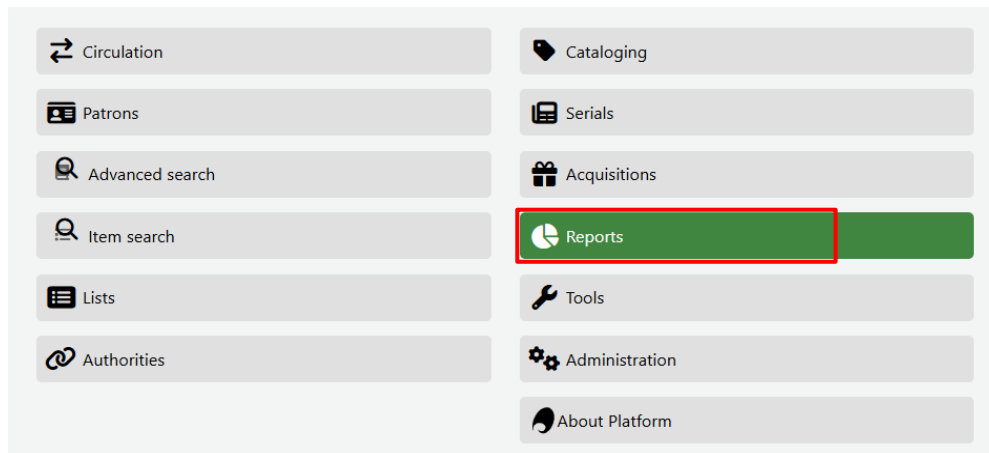 Circulation
Cataloging
Patrons
Serials
Advanced search
Acquisitions
Item search
Reports
Lists
Tools
Authorities
Administration
About Platform